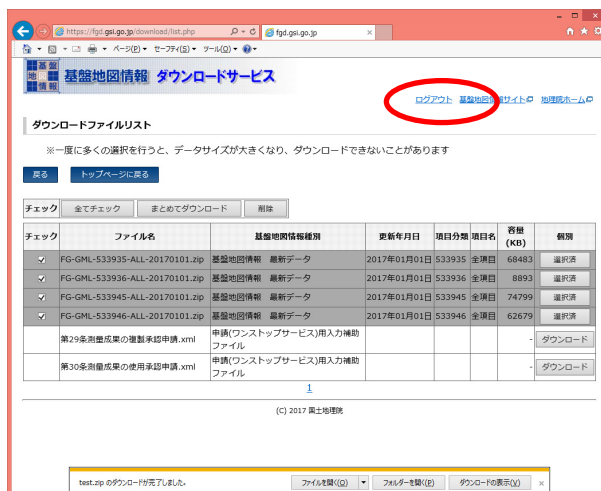 https://fgd.gsi.go.jp/download/list.php
fgd.gsi.go.jp
ページ(P) セーフティ(S) ツール(O)
基盤地図情報 基盤地図情報 ダウンロードサービス
ログアウト 基盤地図情報サイト 地理院ホーム
ダウンロードファイルリスト
※一度に多くの選択を行うと、データサイズが大きくなり、ダウンロードできないことがあります
戻る トップページに戻る
チェック 全てチェック まとめてダウンロード 削除
チェック ファイル名 基盤地図情報種別 更新年月日 項目分類 項目名 容量(KB) 個別
FG-GML-533935-ALL-20170101.zip 基盤地図情報 最新データ 2017年01月01日 533935 全項目 68483 選択済
FG-GML-533936-ALL-20170101.zip 基盤地図情報 最新データ 2017年01月01日 533936 全項目 8893 選択済
FG-GML-533945-ALL-20170101.zip 基盤地図情報 最新データ 2017年01月01日 533945 全項目 74799 選択済
FG-GML-533946-ALL-20170101.zip 基盤地図情報 最新データ 2017年01月01日 533946 全項目 62679 選択済
第29条測量成果の複製承認申請.xml 申請(ワンストップサービス)用入力補助ファイル - ダウンロード
第30条測量成果の使用承認申請.xml 申請(ワンストップサービス)用入力補助ファイル - ダウンロード
1
(C) 2017 国土地理院
test.zip のダウンロードが完了しました。 ファイルを開く(O) フォルダーを開く(P) ダウンロードの表示(V)